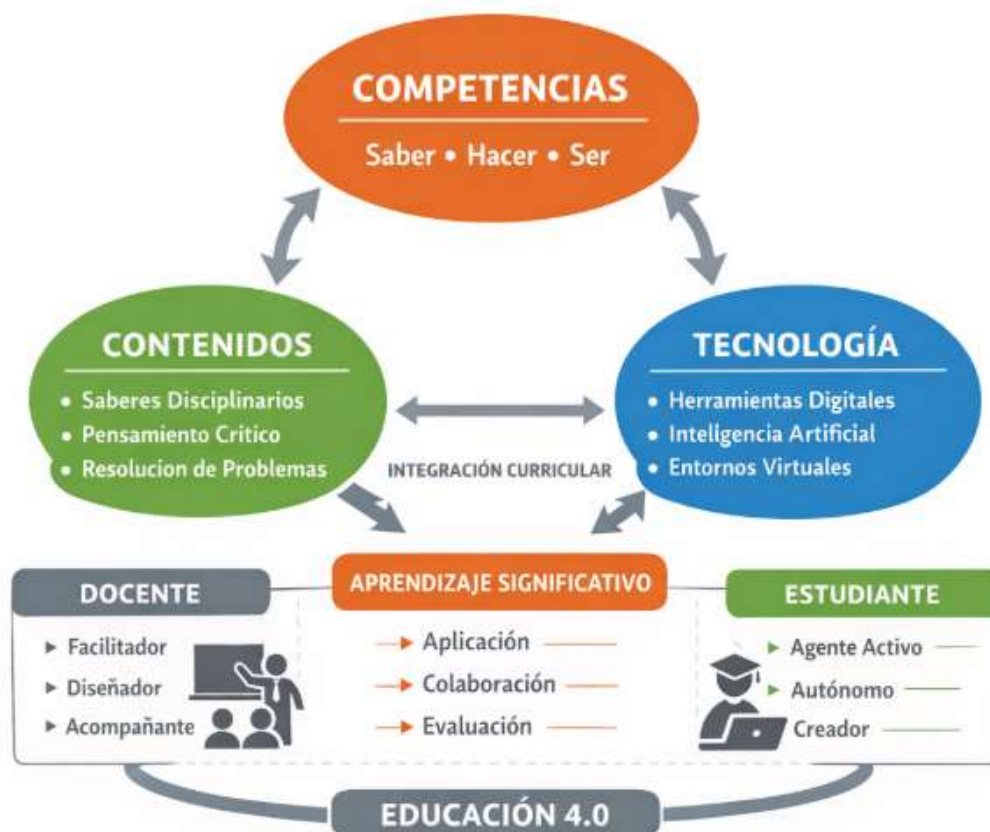 COMPETENCIAS
Saber • Hacer • Ser
CONTENIDOS
• Saberes Disciplinarios
• Pensamiento Critico
• Resolucion de Problemas
TECNOLOGÍA
• Herramientas Digitales
• Inteligencia Artificial
• Entornos Virtuales
INTEGRACIÓN CURRICULAR
DOCENTE
Facilitador
Diseñador
Acompañante
APRENDIZAJE SIGNIFICATIVO
Aplicación
Colaboración
Evaluación
ESTUDIANTE
Agente Activo
Autónomo
Creador
EDUCACIÓN 4.0